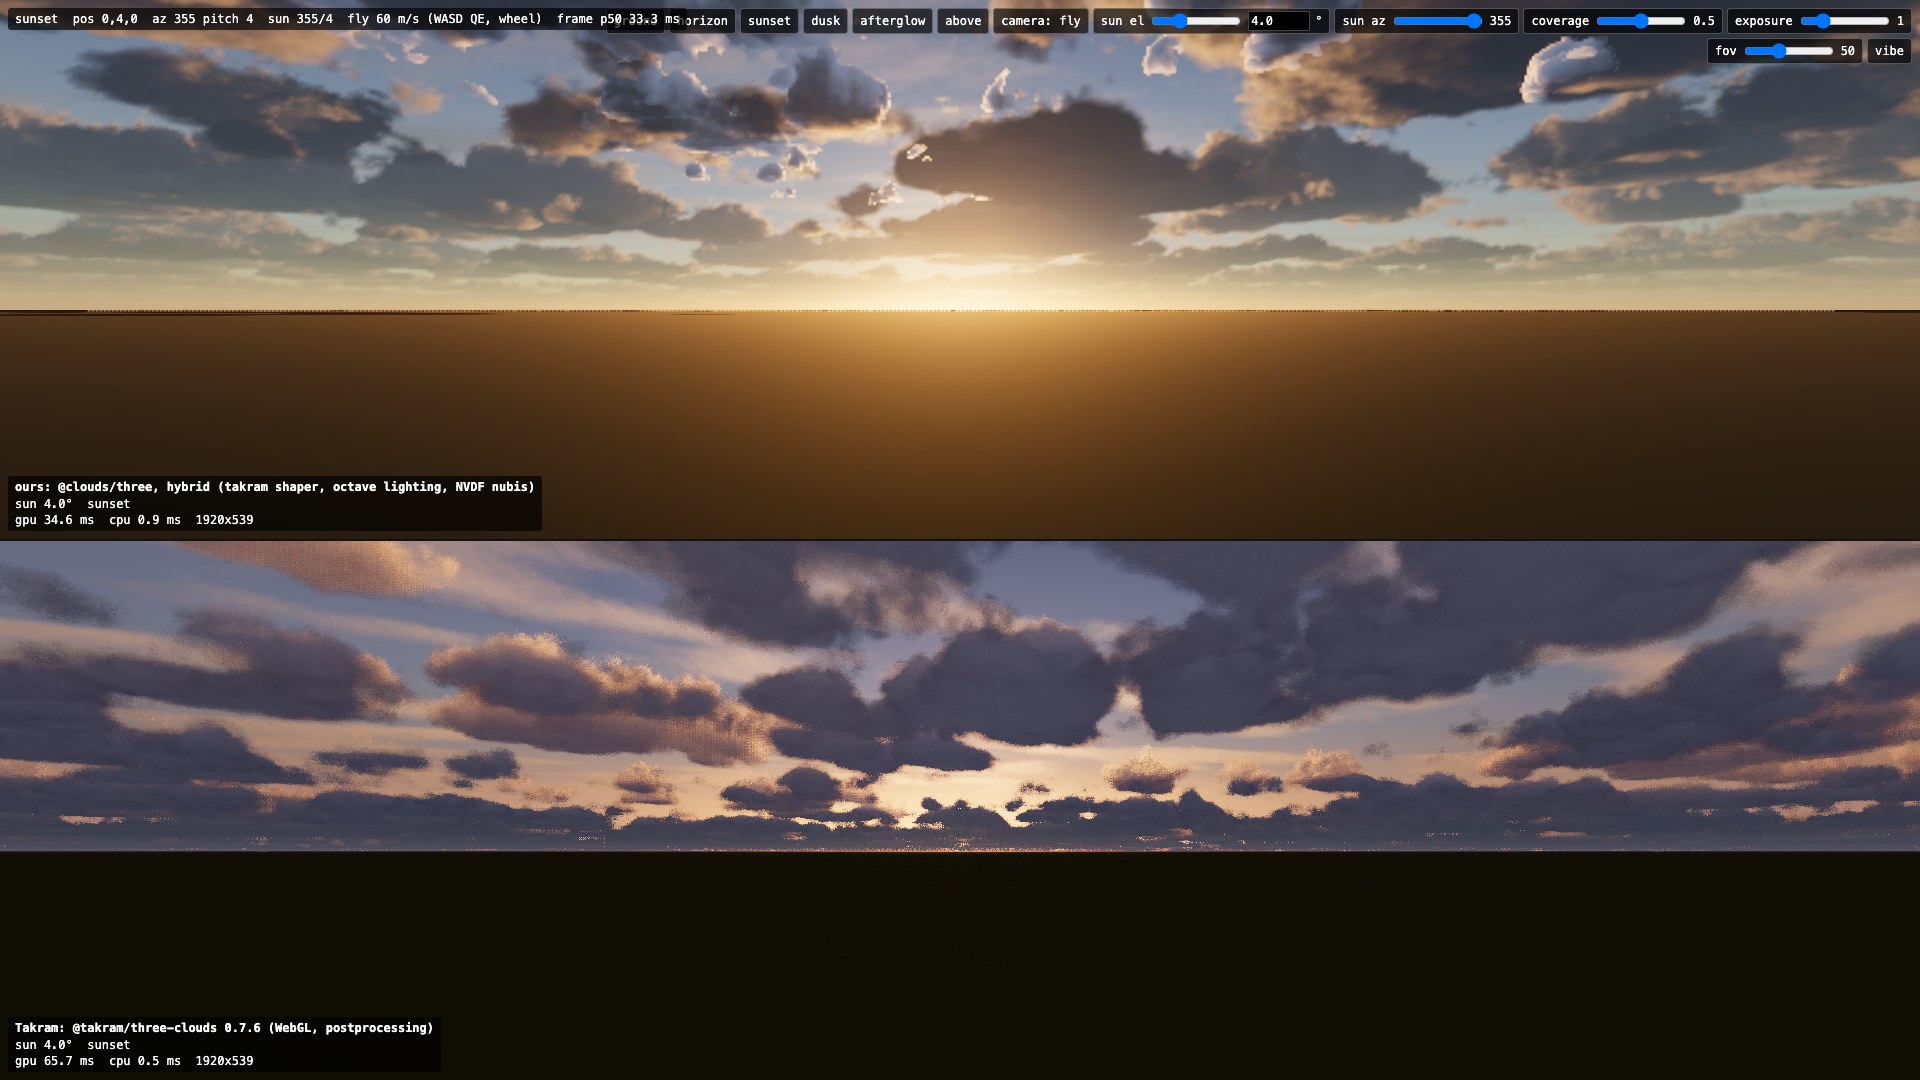 sunset pos 0,4,0 az 355 pitch 4 sun 355/4 fly 60 m/s (WASD QE, wheel) frame p50 33.3 ms
horizon sunset dusk afterglow above camera: fly sun el 4.0 ° sun az 355 coverage 0.5 exposure 1
fov 50 vibe
ours: @clouds/three, hybrid (takram shaper, octave lighting, NVDF nubis)
sun 4.0° sunset
gpu 34.6 ms cpu 0.9 ms 1920x539
Takram: @takram/three-clouds 0.7.6 (WebGL, postprocessing)
sun 4.0° sunset
gpu 65.7 ms cpu 0.5 ms 1920x539